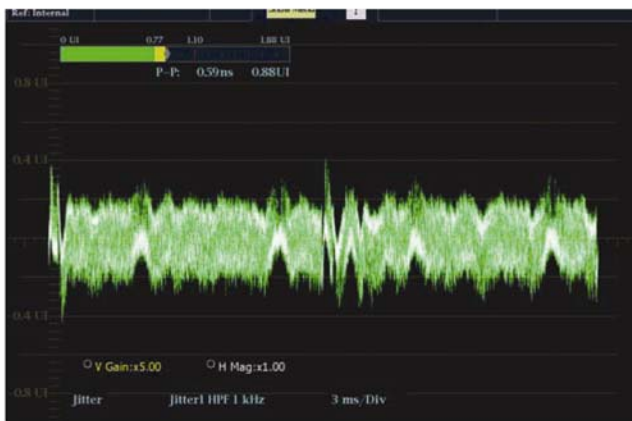 Ref: Internal
0 UI 0.77 1.10 1.88 UI
P-P: 0.59ns 0.88UI
0.8 UI
0.4 UI
-0.4 UI
-0.8 UI
V Gain:x5.00 H Mag:x1.00
Jitter Jitter1 HPF 1 kHz 3 ms/Div